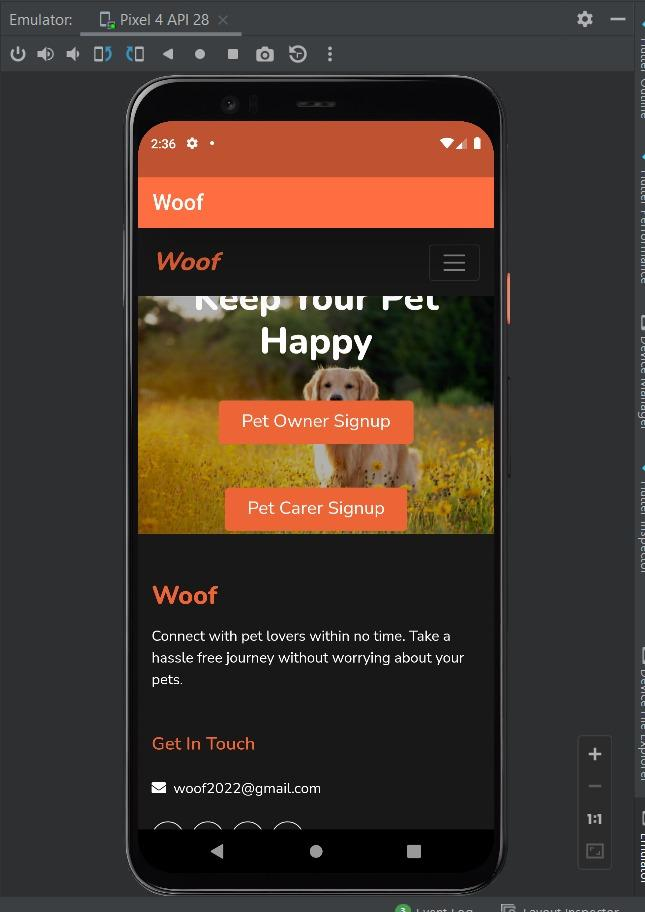 Emulator: Pixel 4 API 28
Flutter Outline
Flutter Performance
Device Manager
Flutter Inspector
Device File Explorer
Emulator
2:36
Woof
Woof
Keep Your Pet
Happy
Pet Owner Signup
Pet Carer Signup
Woof
Connect with pet lovers within no time. Take a
hassle free journey without worrying about your
pets.
Get In Touch
woof2022@gmail.com
1:1
3 Event Log Layout Inspector